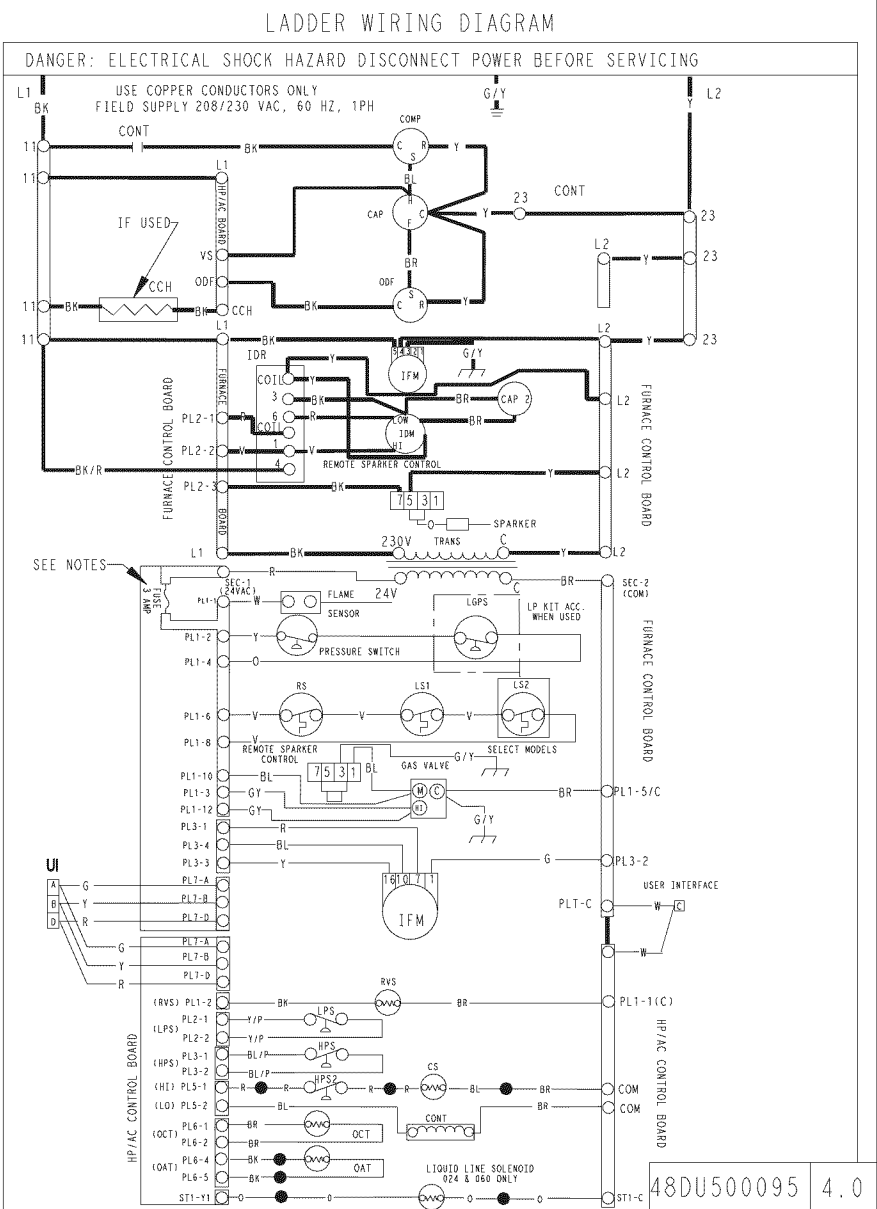 LADDER WIRING DIAGRAM
DANGER: ELECTRICAL SHOCK HAZARD DISCONNECT POWER BEFORE SERVICING
L1
BK
USE COPPER CONDUCTORS ONLY
FIELD SUPPLY 208/230 VAC, 60 HZ, 1PH
G/Y
Y
L2
CONT
COMP
11
BK
C
R
S
Y
11
L1
BL
HP/AC BOARD
H
CAP
C
F
Y
23
CONT
23
IF USED
VS
BR
L2
Y
23
ODF
ODF
CCH
S
C
R
11
BK
BK
CCH
BK
Y
11
L1
BK
L2
Y
23
IDR
5 4 3 2 1
G/Y
Y
IFM
FURNACE
COIL
Y
3
BK
BR
CAP 2
L2
PL2-1
R
6
R
LOW
BR
COIL
IDM
PL2-2
V
1
V
HI
4
REMOTE SPARKER CONTROL
BK/R
Y
L2
PL2-3
BK
7 5 3 1
FURNACE CONTROL BOARD
FURNACE CONTROL BOARD
BOARD
O
SPARKER
230V
TRANS
C
L1
BK
Y
L2
SEE NOTES
R
SEC-1
(24VAC)
24V
C
BR
SEC-2
(COM)
FUSE
3 AMP
PL1-1
W
FLAME
SENSOR
LGPS
LP KIT ACC.
WHEN USED
PL1-2
Y
PRESSURE SWITCH
PL1-4
O
FURNACE CONTROL BOARD
RS
LS1
LS2
PL1-6
V
V
V
PL1-8
V
REMOTE SPARKER
CONTROL
SELECT MODELS
7 5 3 1
BL
GAS VALVE
G/Y
PL1-10
BL
M
C
BR
PL1-5/C
PL1-3
GY
HI
PL1-12
GY
G/Y
PL3-1
R
PL3-4
BL
PL3-3
Y
G
PL3-2
UI
16 10 7 1
IFM
A
G
PL7-A
USER INTERFACE
B
Y
PL7-B
PLT-C
W
C
D
R
PL7-D
G
PL7-A
Y
PL7-B
W
R
PL7-D
RVS
(RVS) PL1-2
BK
BR
PL1-1(C)
PL2-1
Y/P
LPS
(LPS)
PL2-2
Y/P
PL3-1
BL/P
HPS
(HPS)
PL3-2
BL/P
CS
(HI) PL5-1
R
R
HPS2
R
R
BL
BR
COM
(LO) PL5-2
BL
CONT
BR
COM
PL6-1
BR
(OCT)
OCT
PL6-2
BR
PL6-4
BK
(OAT)
OAT
PL6-5
BK
HP/AC CONTROL BOARD
HP/AC CONTROL BOARD
LIQUID LINE SOLENOID
024 & 060 ONLY
ST1-Y1
O
O
O
O
ST1-C
48DU500095
4.0